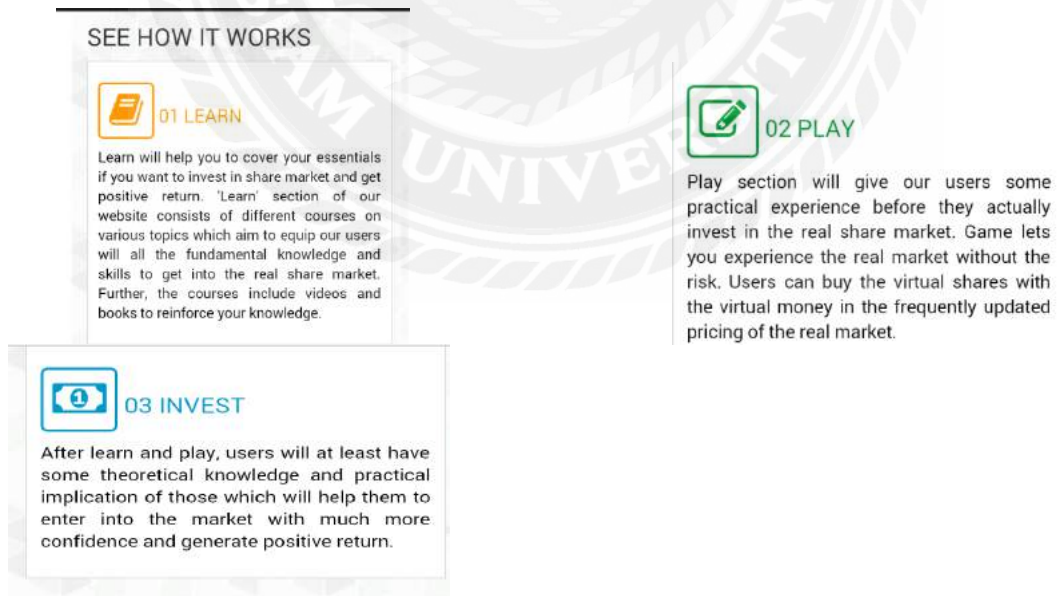 SEE HOW IT WORKS
01 LEARN
Learn will help you to cover your essentials
if you want to invest in share market and get
positive return. 'Learn' section of our
website consists of different courses on
various topics which aim to equip our users
will all the fundamental knowledge and
skills to get into the real share market.
Further, the courses include videos and
books to reinforce your knowledge.
02 PLAY
Play section will give our users some
practical experience before they actually
invest in the real share market. Game lets
you experience the real market without the
risk. Users can buy the virtual shares with
the virtual money in the frequently updated
pricing of the real market.
1
03 INVEST
After learn and play, users will at least have
some theoretical knowledge and practical
implication of those which will help them to
enter into the market with much more
confidence and generate positive return.